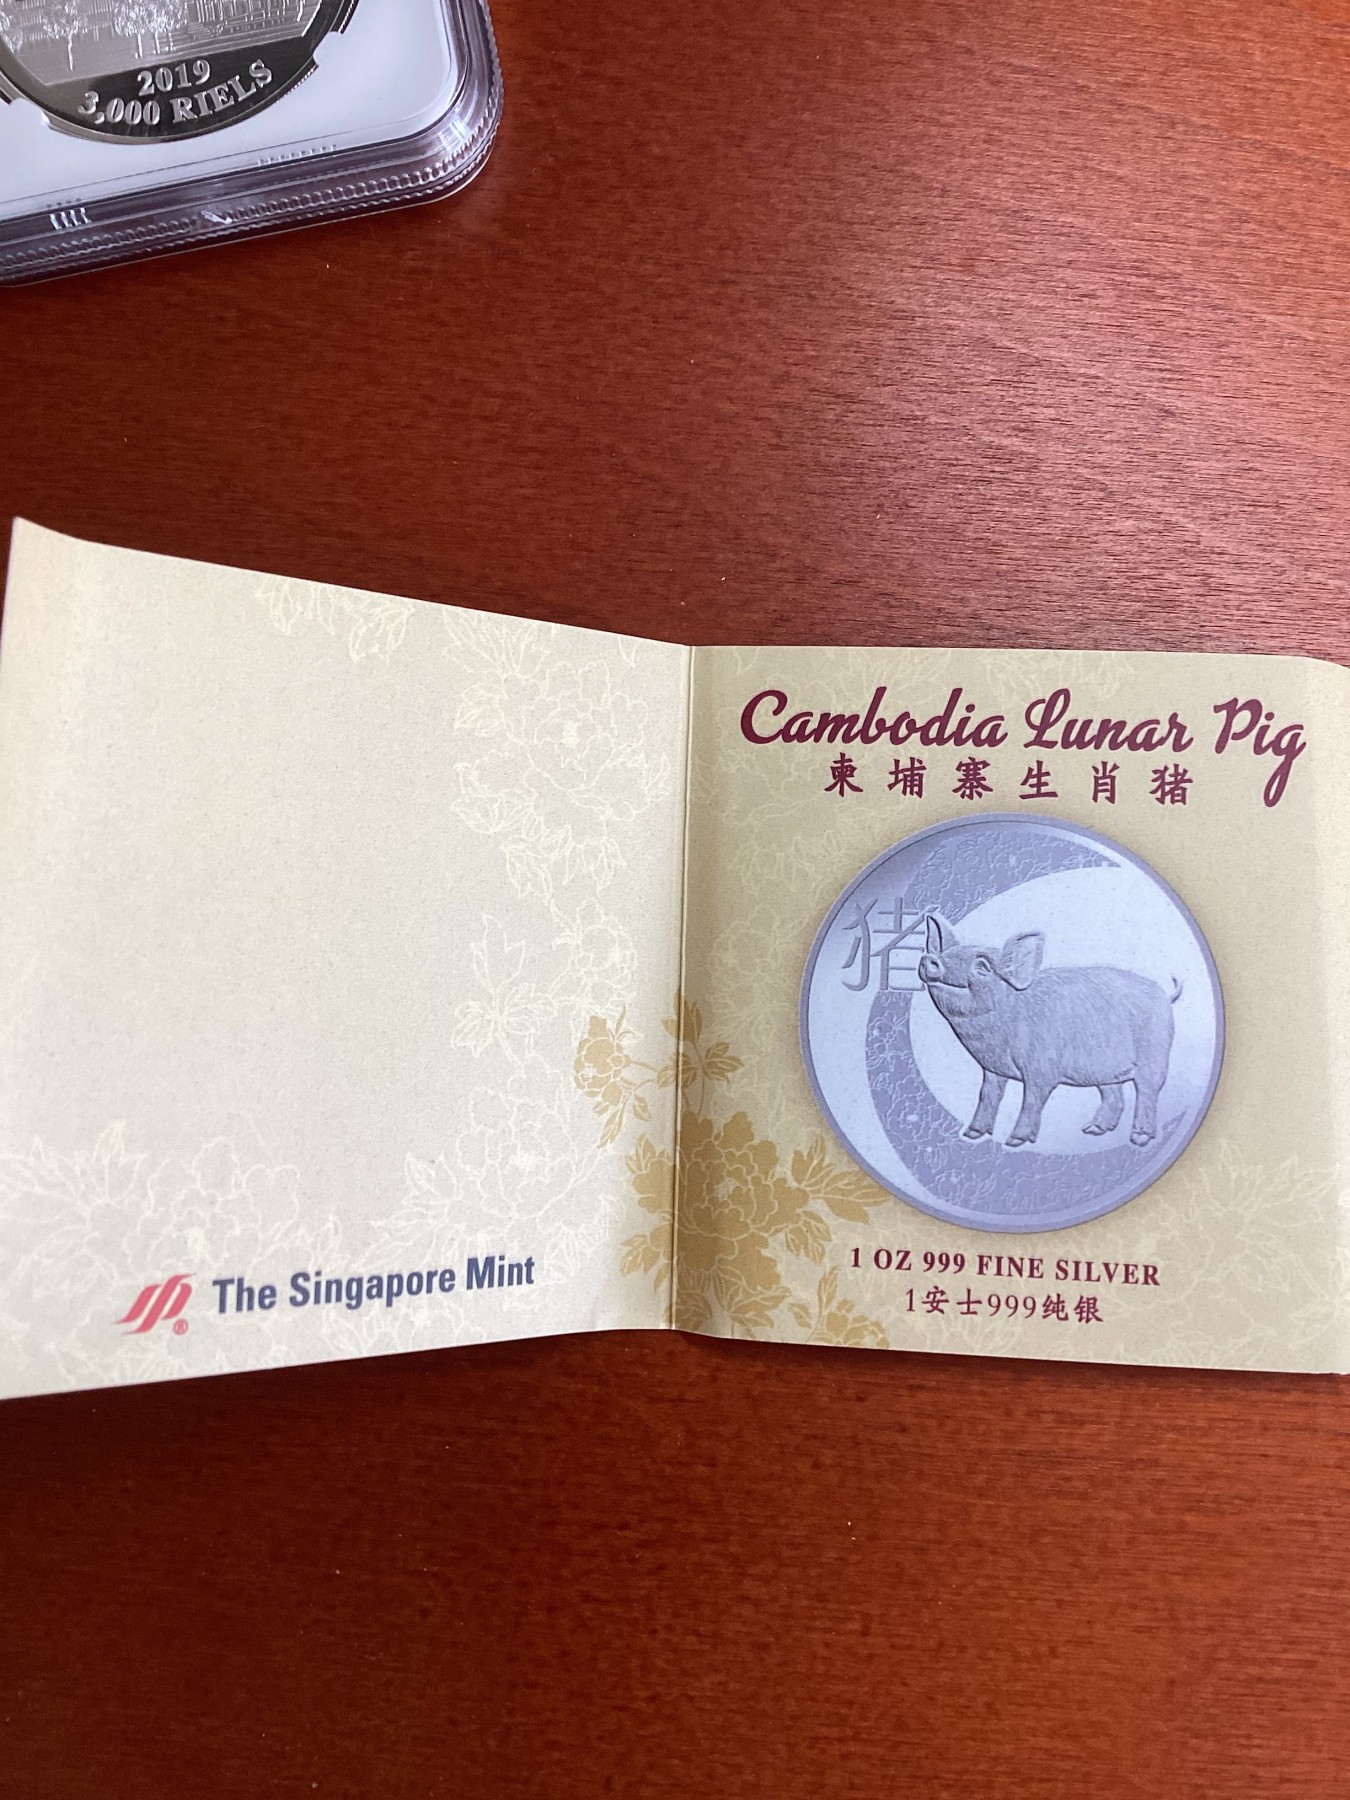 2019
3,000 RIELS
Cambodia Lunar Pig
柬埔寨生肖猪
猪
1 OZ 999 FINE SILVER
1安士999纯银
The Singapore Mint
®